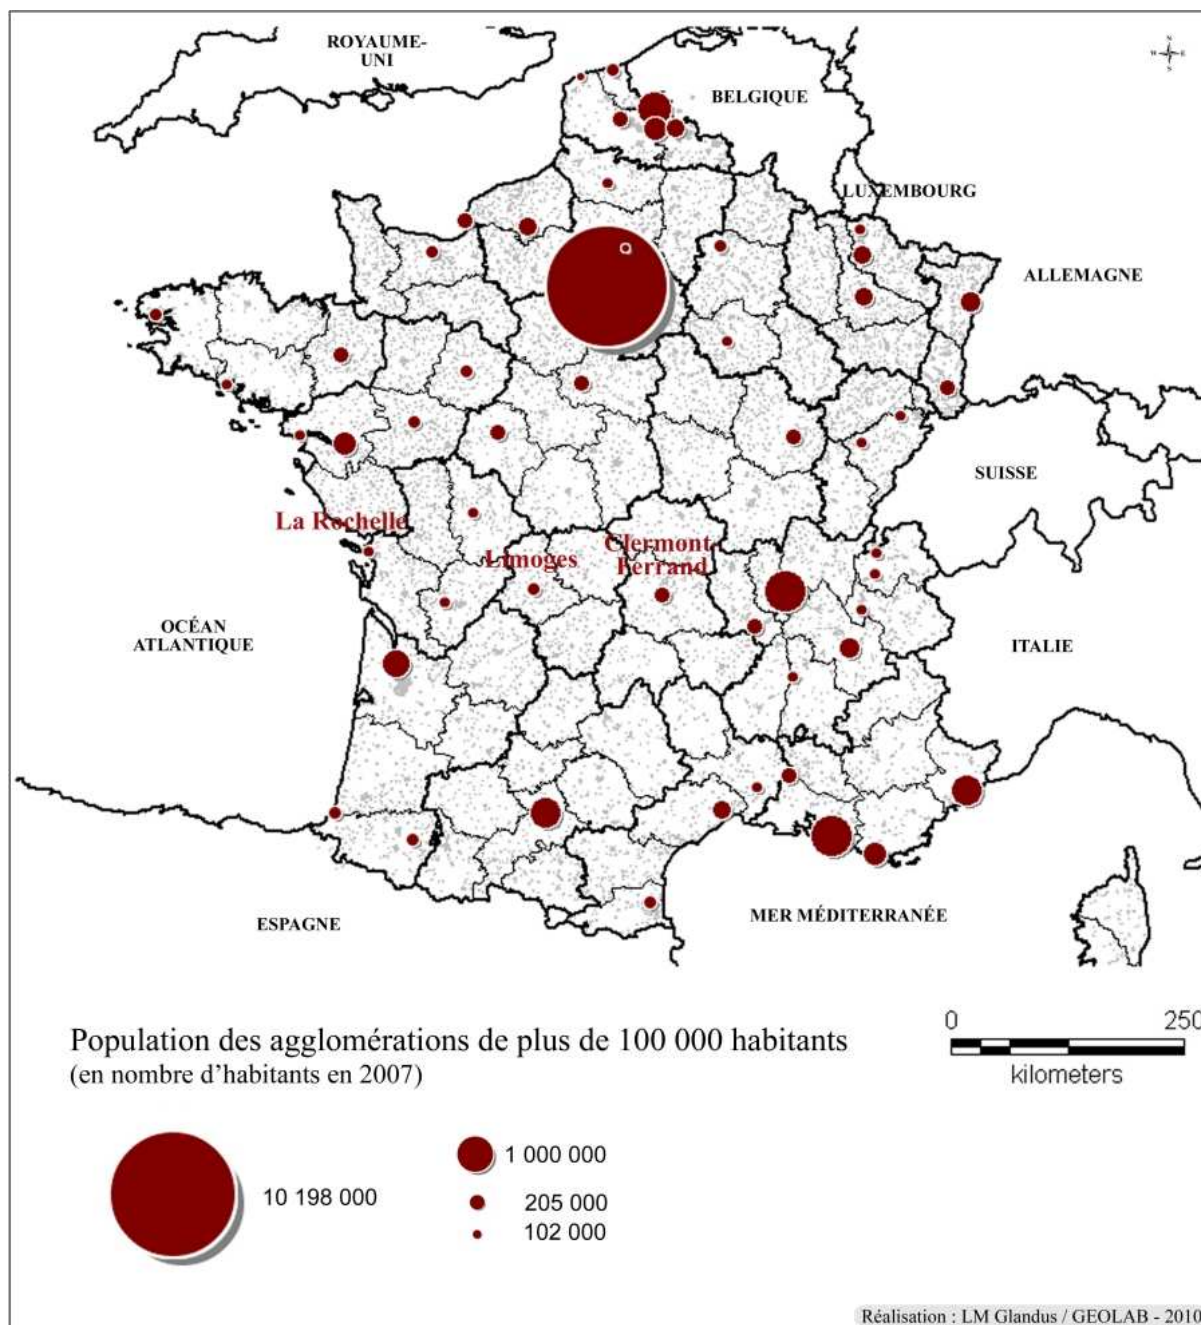 ROYAUME-
UNI
BELGIQUE
N
W E
S
LUXEMBOURG
ALLEMAGNE
SUISSE
La Rochelle
Limoges
Clermont-
Ferrand
OCÉAN
ATLANTIQUE
ITALIE
ESPAGNE
MER MÉDITERRANÉE
Population des agglomérations de plus de 100 000 habitants
(en nombre d'habitants en 2007)
0 250
kilometers
10 198 000
1 000 000
205 000
102 000
Réalisation : LM Glandus / GEOLAB - 2010